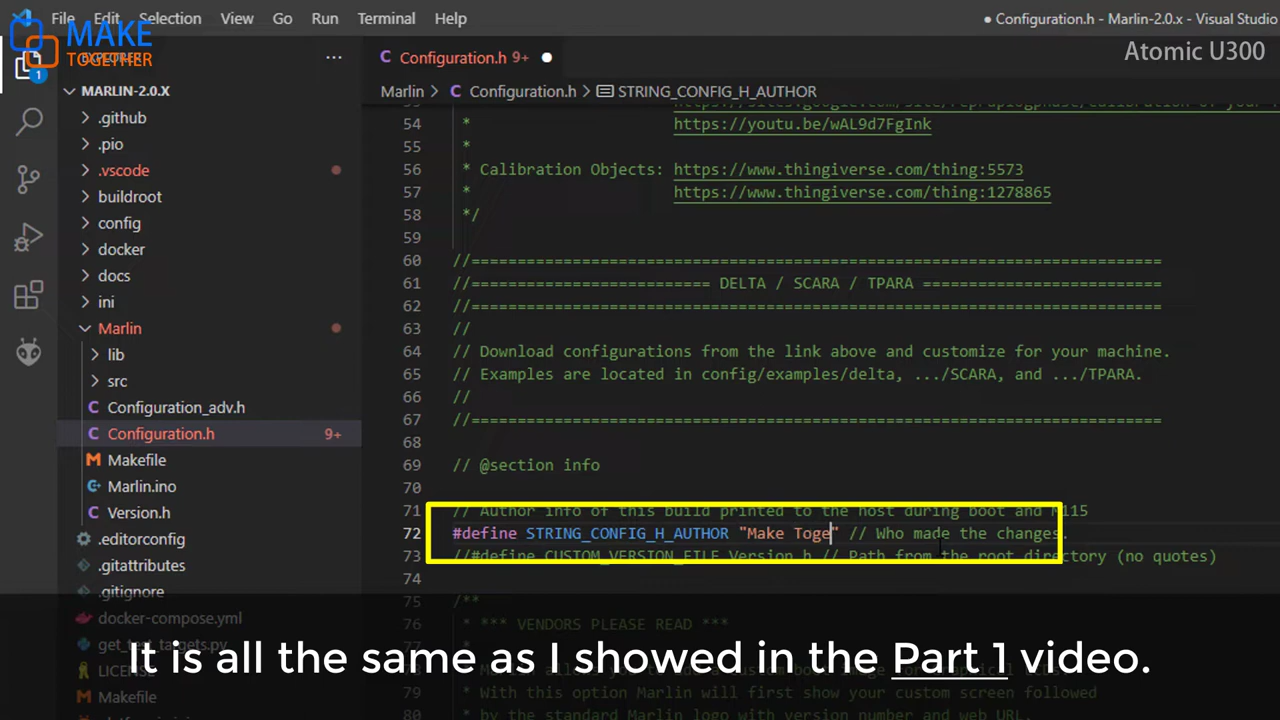 File Edit Selection View Go Run Terminal Help
● Configuration.h - Marlin-2.0.x - Visual Studio
MAKE
TOGETHER
Atomic U300
MARLIN-2.0.X
.github
.pio
.vscode
buildroot
config
docker
docs
ini
Marlin
lib
src
Configuration_adv.h
Configuration.h 9+
Makefile
Marlin.ino
Version.h
.editorconfig
.gitattributes
.gitignore
docker-compose.yml
get_test_targets.py
Makefile
Configuration.h 9+
Marlin > Configuration.h > STRING_CONFIG_H_AUTHOR
54 * https://youtu.be/wAL9d7FgInk
55 *
56 * Calibration Objects: https://www.thingiverse.com/thing:5573
57 * https://www.thingiverse.com/thing:1278865
58 */
59
60 //===========================================================================
61 //========================== DELTA / SCARA / TPARA ==========================
62 //===========================================================================
63 //
64 // Download configurations from the link above and customize for your machine.
65 // Examples are located in config/examples/delta, .../SCARA, and .../TPARA.
66 //
67 //===========================================================================
68
69 // @section info
70
71 // Author info of this build printed to the host during boot and M115
72 #define STRING_CONFIG_H_AUTHOR "Make Toge" // Who made the changes.
73 //#define CUSTOM_VERSION_FILE Version.h // Path from the root directory (no quotes)
74
75 /**
76 * *** VENDORS PLEASE READ ***
77
79 * With this option Marlin will first show your custom screen followed
80 * by the standard Marlin logo with version number and web URL.
It is all the same as I showed in the Part 1 video.